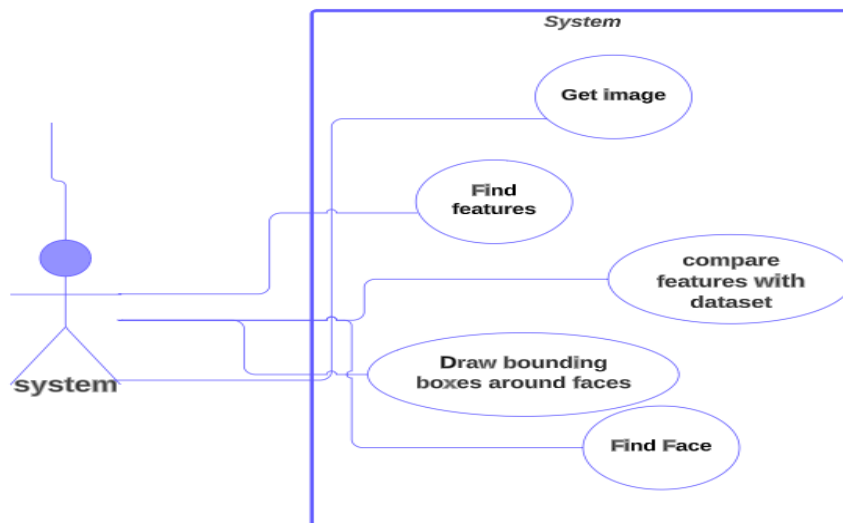 System
Get image
Find
features
compare
features with
dataset
Draw bounding
boxes around faces
system
Find Face